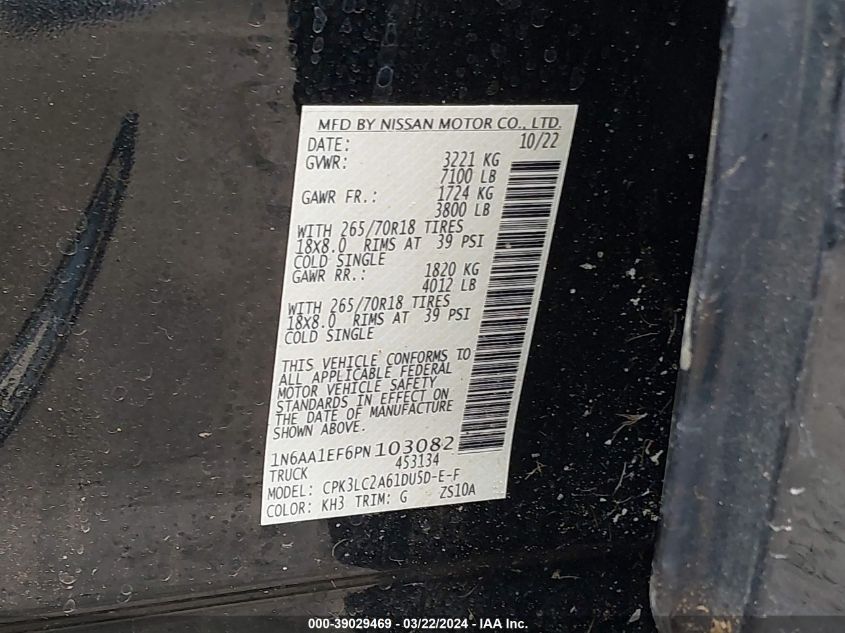 MFD BY NISSAN MOTOR CO., LTD.
DATE: 10/22
GVWR: 3221 KG
7100 LB
GAWR FR.: 1724 KG
3800 LB
WITH 265/70R18 TIRES
18X8.0 RIMS AT 39 PSI
COLD SINGLE
GAWR RR.: 1820 KG
4012 LB
WITH 265/70R18 TIRES
18X8.0 RIMS AT 39 PSI
COLD SINGLE
THIS VEHICLE CONFORMS TO
ALL APPLICABLE FEDERAL
MOTOR VEHICLE SAFETY
STANDARDS IN EFFECT ON
THE DATE OF MANUFACTURE
SHOWN ABOVE.
1N6AA1EF6PN103082
TRUCK 453134
MODEL: CPK3LC2A61DU5D-E-F
COLOR: KH3 TRIM: G ZS10A
000-39029469 - 03/22/2024 - IAA Inc.